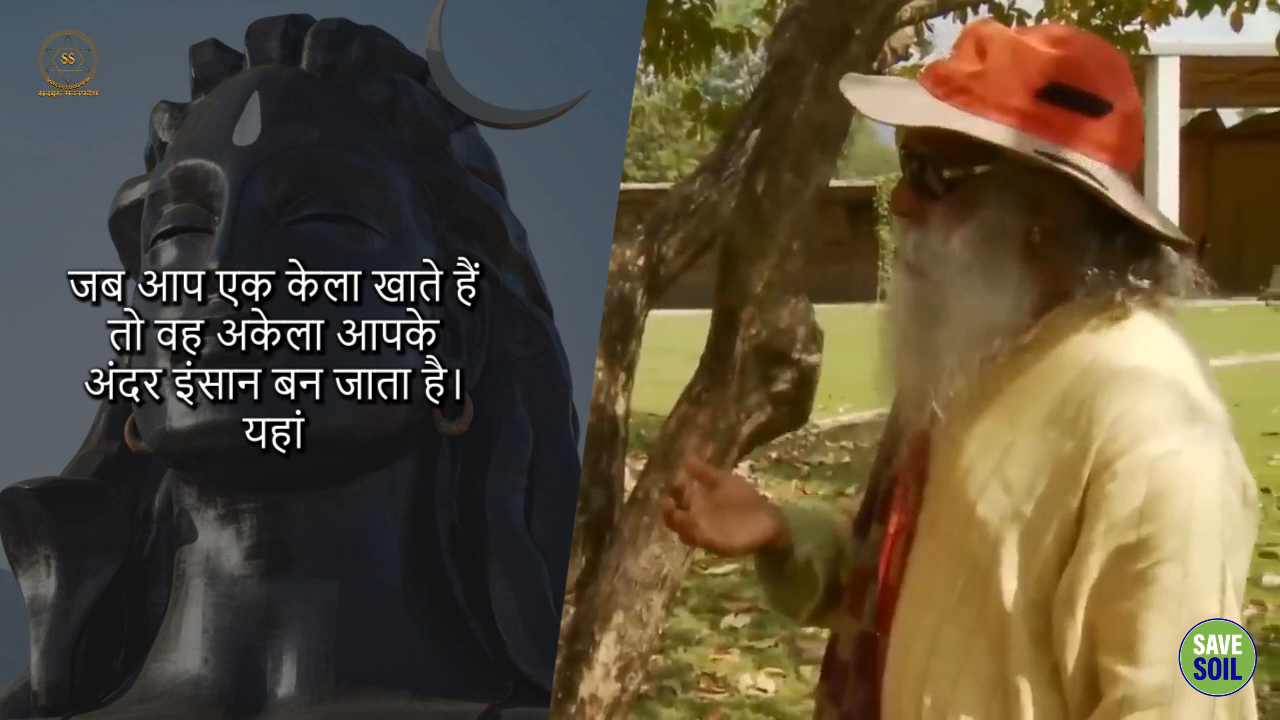 SS
जब आप एक केला खाते हैं
तो वह अकेला आपके
अंदर इंसान बन जाता है।
यहां
SAVE
SOIL